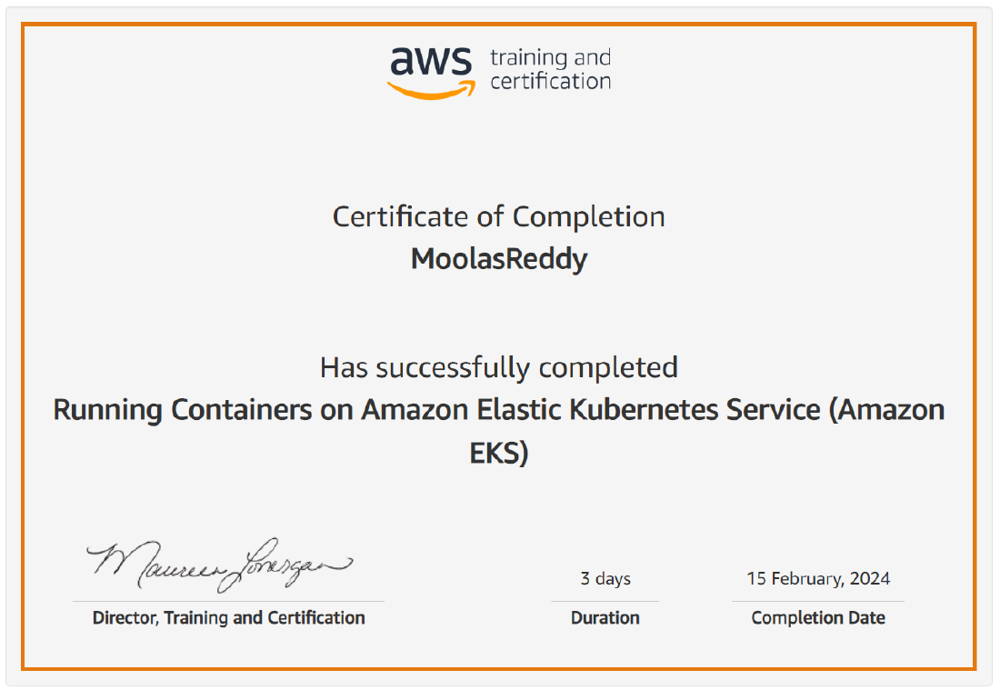 aws training and
certification
Certificate of Completion
MoolasReddy
Has successfully completed
Running Containers on Amazon Elastic Kubernetes Service (Amazon
EKS)
Maureen Lonergan
3 days
15 February, 2024
Director, Training and Certification
Duration
Completion Date